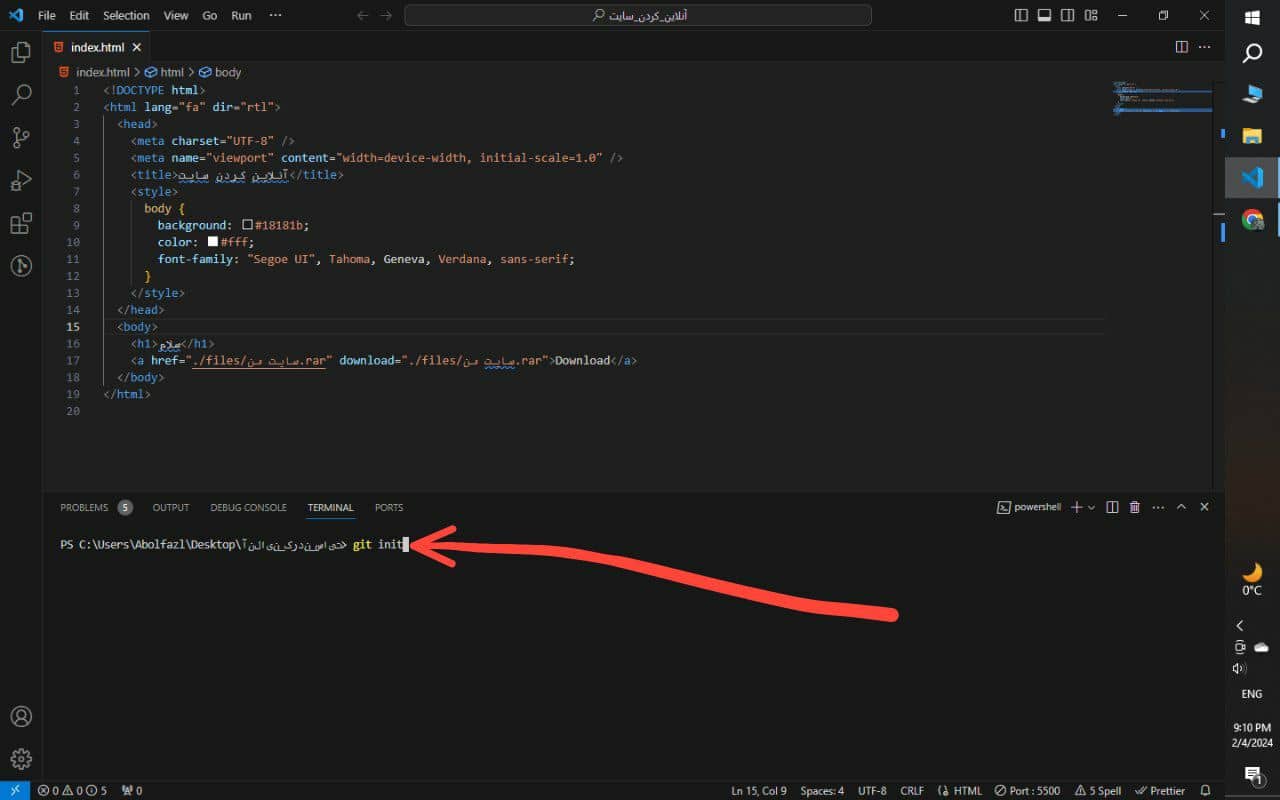 File Edit Selection View Go Run ···
آنلاین_کردن_سایت
index.html
index.html > html > body
1 <!DOCTYPE html>
2 <html lang="fa" dir="rtl">
3 <head>
4 <meta charset="UTF-8" />
5 <meta name="viewport" content="width=device-width, initial-scale=1.0" />
6 <title>آنلاین کردن سایت</title>
7 <style>
8 body {
9 background: #18181b;
10 color: #fff;
11 font-family: "Segoe UI", Tahoma, Geneva, Verdana, sans-serif;
12 }
13 </style>
14 </head>
15 <body>
16 <h1>سلام</h1>
17 <a href="./files/سایت من.rar" download="./files/سایت من.rar">Download</a>
18 </body>
19 </html>
20
PROBLEMS 5 OUTPUT DEBUG CONSOLE TERMINAL PORTS
powershell
PS C:\Users\Abolfazl\Desktop\> git init
0°C
ENG
9:10 PM
2/4/2024
1
0 0 5 0
Ln 15, Col 9 Spaces: 4 UTF-8 CRLF HTML Port : 5500 5 Spell Prettier